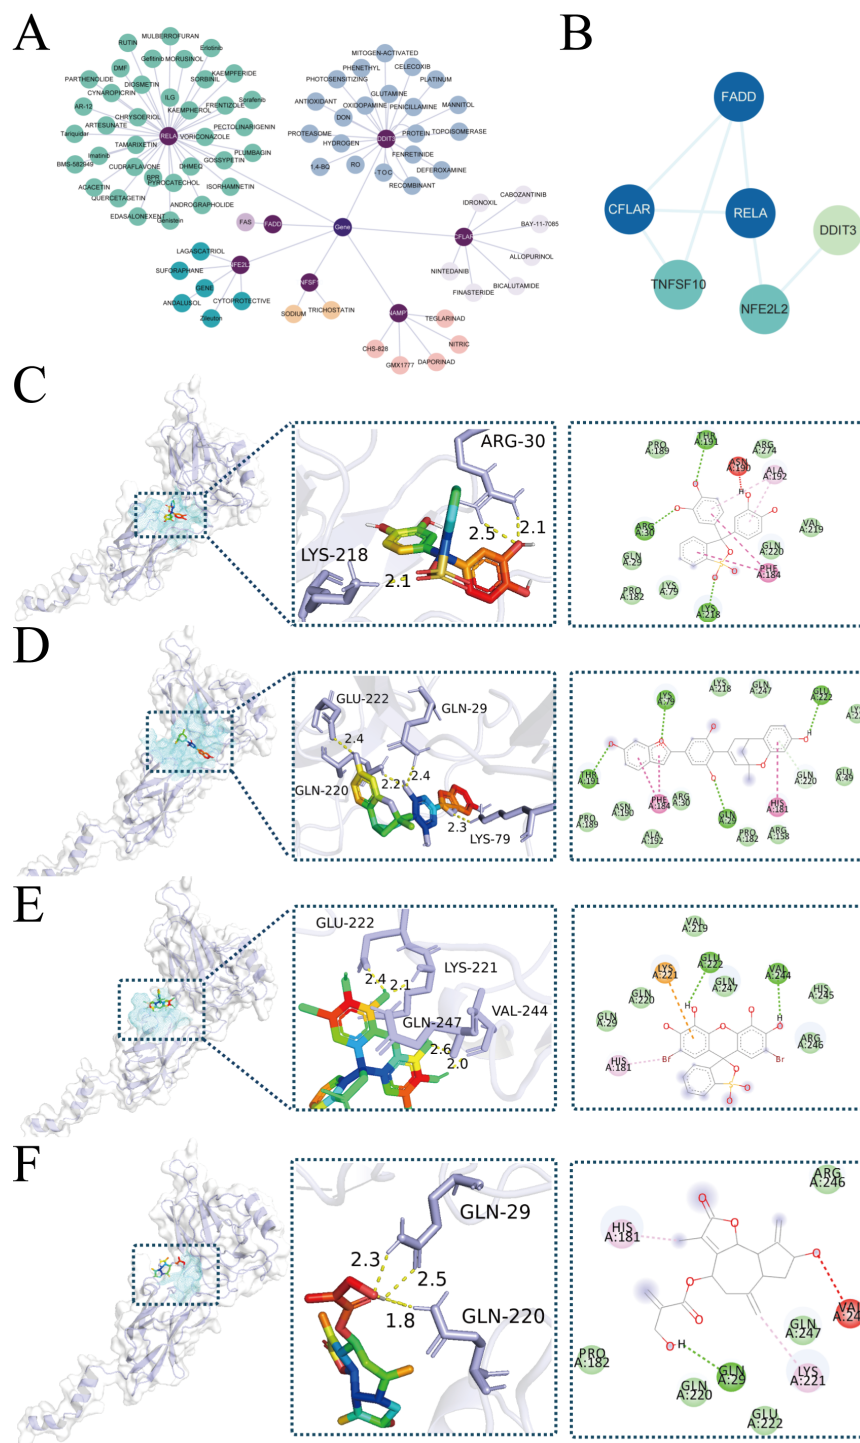 A
B
RUTIN
MULBERROFURAN
Gefitinib
Erlotinib
DMF
MORUSINOL
PARTHENOLIDE
DIOSMETIN
SORBINIL
KAEMPFERIDE
CYNAROPICRIN
ILG
Sorafenib
AR-12
CHRYSOERIOL
KAEMPHEROL
FRENTIZOLE
ARTESUNATE
PECTOLINARIGENIN
Tariquidar
RELA
VORICONAZOLE
TAMARIXETIN
PLUMBAGIN
Imatinib
GOSSYPETIN
BMS-582949
CUDRAFLAVONE
DHMEQ
BPR
ACACETIN
PYROCATECHOL
ISORHAMNETIN
QUERCETAGETIN
ANDROGRAPHOLIDE
EDASALONEXENT
Genistein
MITOGEN-ACTIVATED
PHENETHYL
CELECOXIB
PHOTOSENSITIZING
PLATINUM
GLUTAMINE
ANTIOXIDANT
OXIDOPAMINE
PENICILLAMINE
MANNITOL
DON
PROTEASOME
DDIT3
PROTEIN
TOPOISOMERASE
HYDROGEN
FENRETINIDE
1,4-BQ
RO
-TOC
DEFEROXAMINE
RECOMBINANT
FAS
FADD
Gene
CFLAR
IDRONOXIL
CABOZANTINIB
BAY-11-7085
ALLOPURINOL
BICALUTAMIDE
FINASTERIDE
NINTEDANIB
LAGASCATRIOL
NFE2L2
SUFORAPHANE
GENE
ANDALUSOL
CYTOPROTECTIVE
Zileuton
NFSF1
SODIUM
TRICHOSTATIN
NAMP
TEGLARINAD
NITRIC
CHS-828
GMX1777
DAPORINAD
FADD
CFLAR
RELA
DDIT3
TNFSF10
NFE2L2
C
ARG-30
2.5
2.1
LYS-218
2.1
PRO A:189
THR A:191
ASN A:190
ARG A:274
ALA A:192
H
ARG A:30
VAL A:219
GLN A:29
GLN A:220
PHE A:184
PRO A:182
LYS A:79
LYS A:218
D
GLU-222
GLN-29
2.4
2.2
2.4
GLN-220
2.3
LYS-79
LYS A:79
LYS A:218
GLN A:247
GLU A:222
H
THR A:191
GLN A:220
PHE A:184
ARG A:30
HIS A:181
PRO A:189
ASN A:190
GLN A:29
ALA A:192
PRO A:182
ARG A:158
E
GLU-222
LYS-221
2.4
2.1
GLN-247
VAL-244
2.6
2.0
VAL A:219
LYS A:221
GLU A:222
GLN A:247
VAL A:244
GLN A:220
HIS A:245
GLN A:29
H
H
ARG A:246
HIS A:181
Br
Br
F
GLN-29
2.3
2.5
1.8
GLN-220
ARG A:246
HIS A:181
GLN A:247
LYS A:221
PRO A:182
H
GLN A:29
GLN A:220
GLU A:222